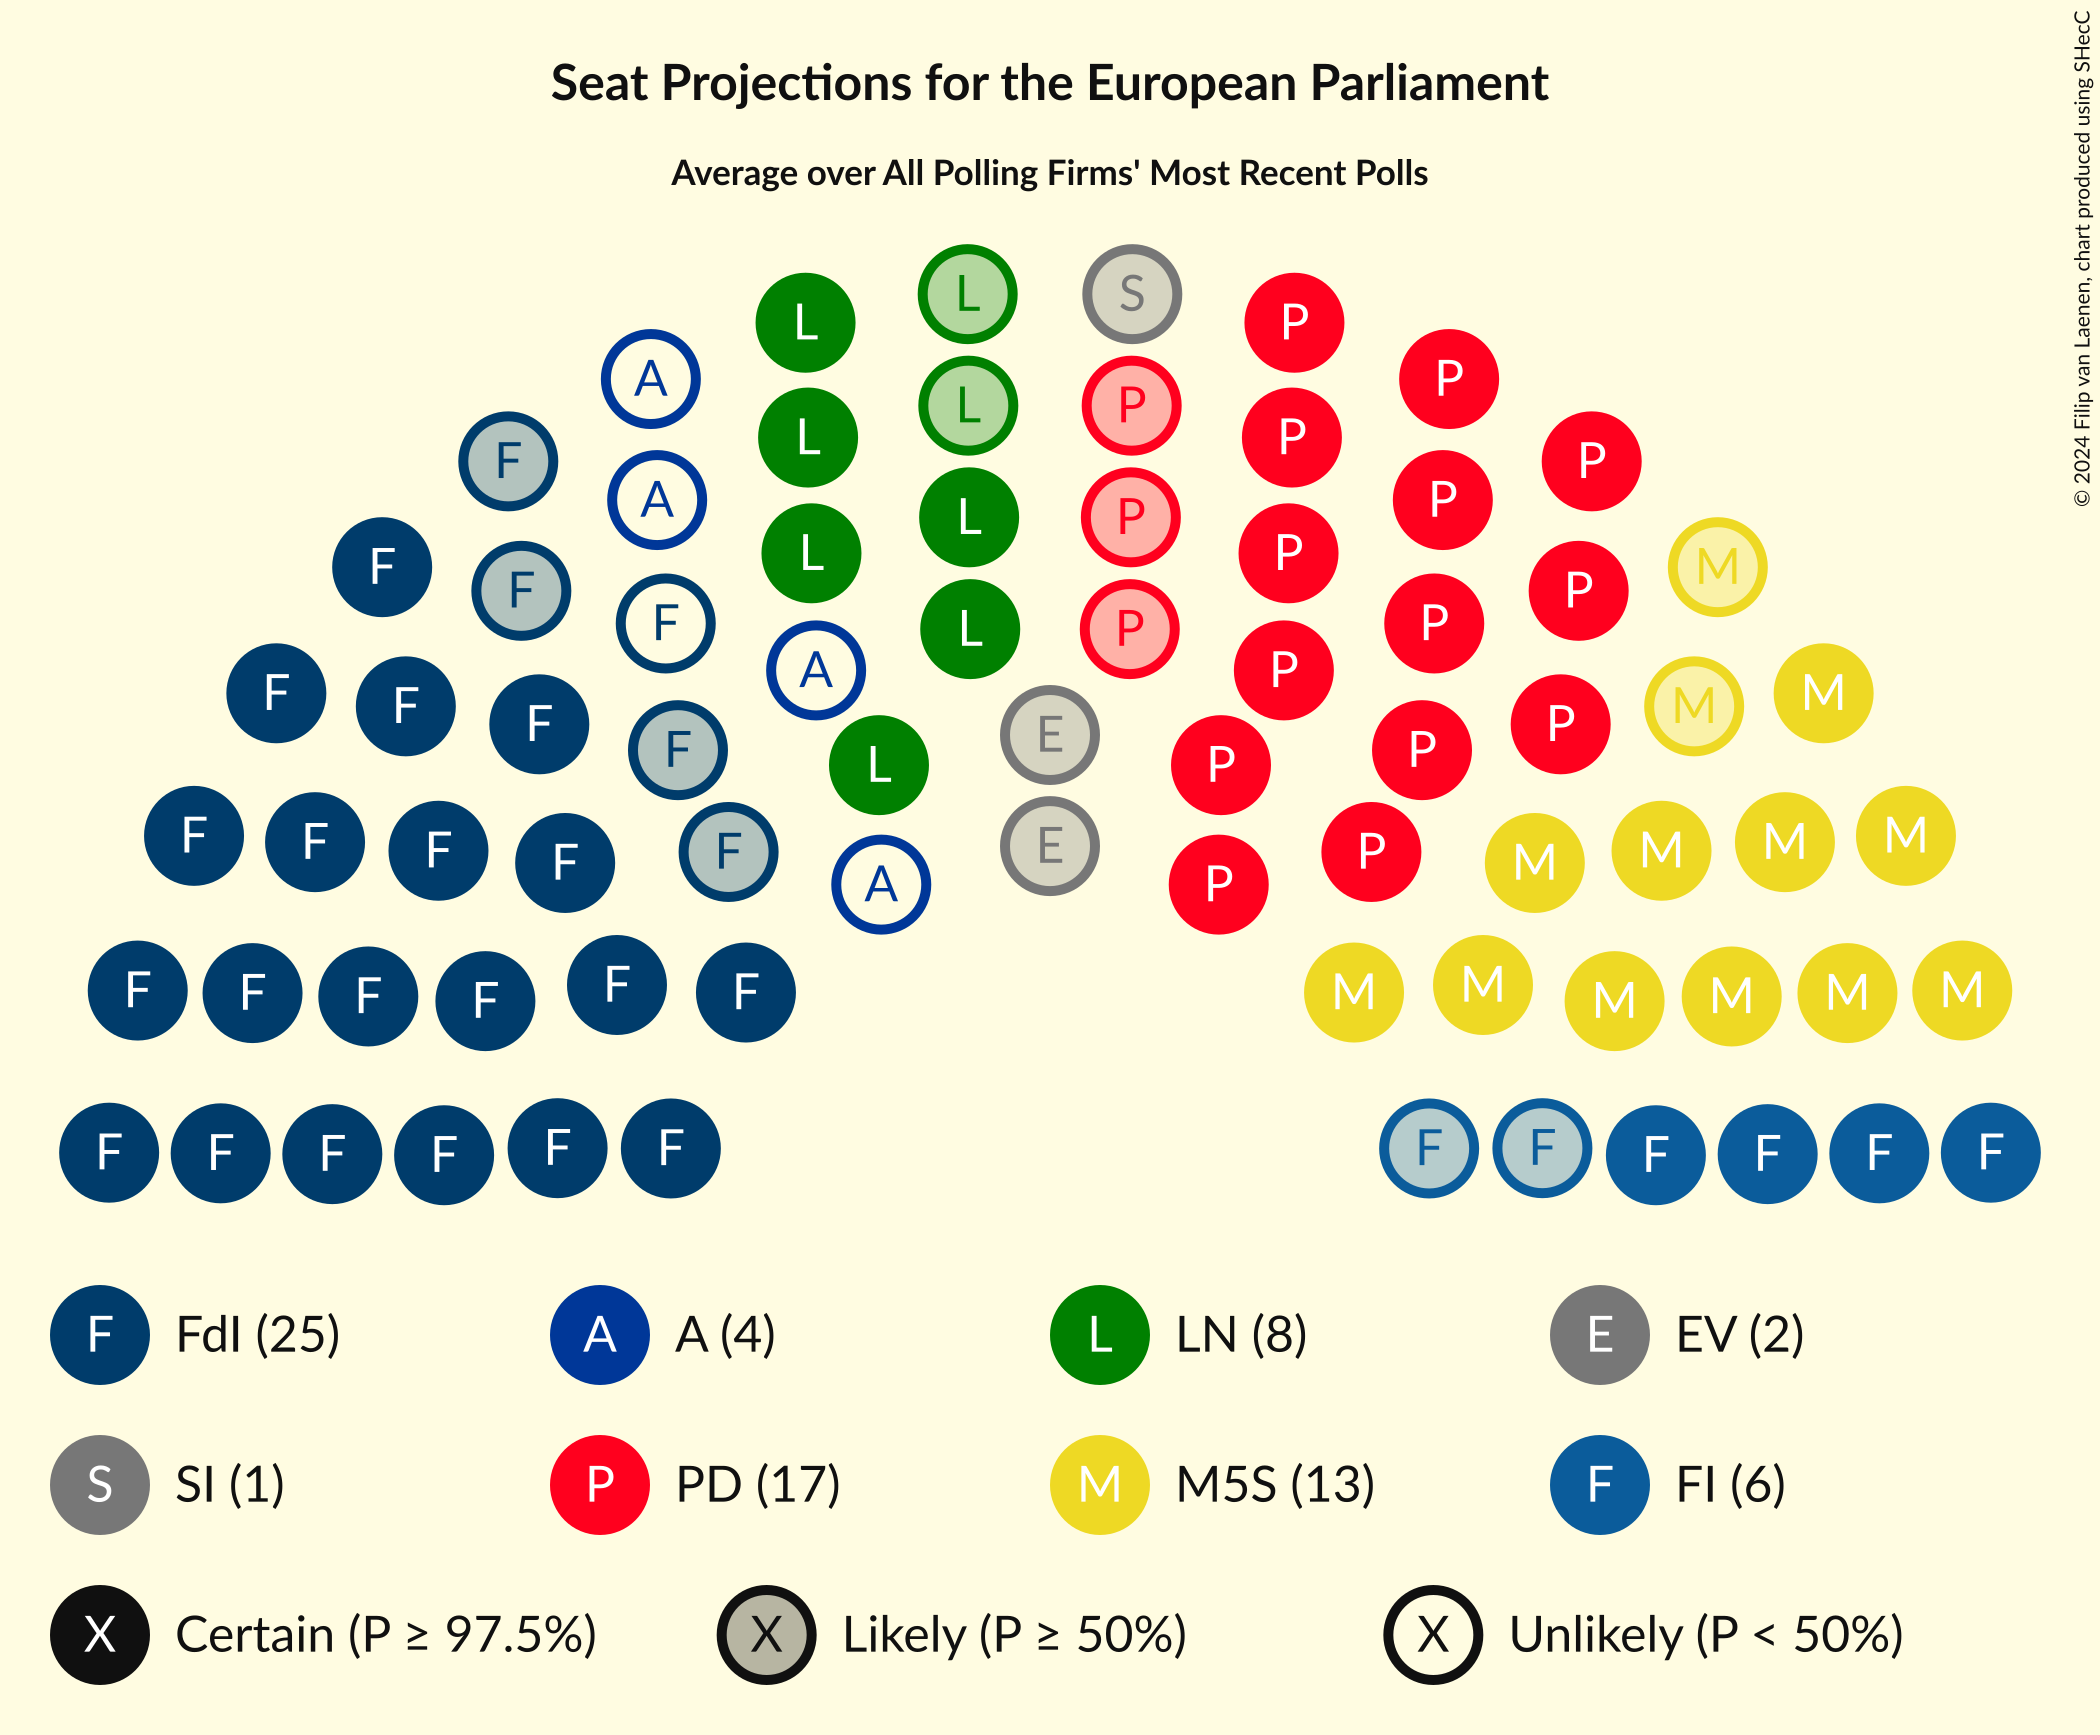 Seat Projections for the European Parliament
Average over All Polling Firms' Most Recent Polls
© 2024 Filip van Laenen, chart produced using SHecC
L S
P L P
A P
L P
L P
F P
A P
L P
F M
L P
F P
F P
L P
A P
F M
F F M
F P
E
F P
L P
F M M M M
F F F
F P
E
F A P
F F F F F F M M M M M M
F F F F F F F F F F F F
F FdI (25) A A (4) L LN (8) E EV (2)
S SI (1) P PD (17) M M5S (13) F FI (6)
X Certain (P ≥ 97.5%) X Likely (P ≥ 50%) X Unlikely (P < 50%)